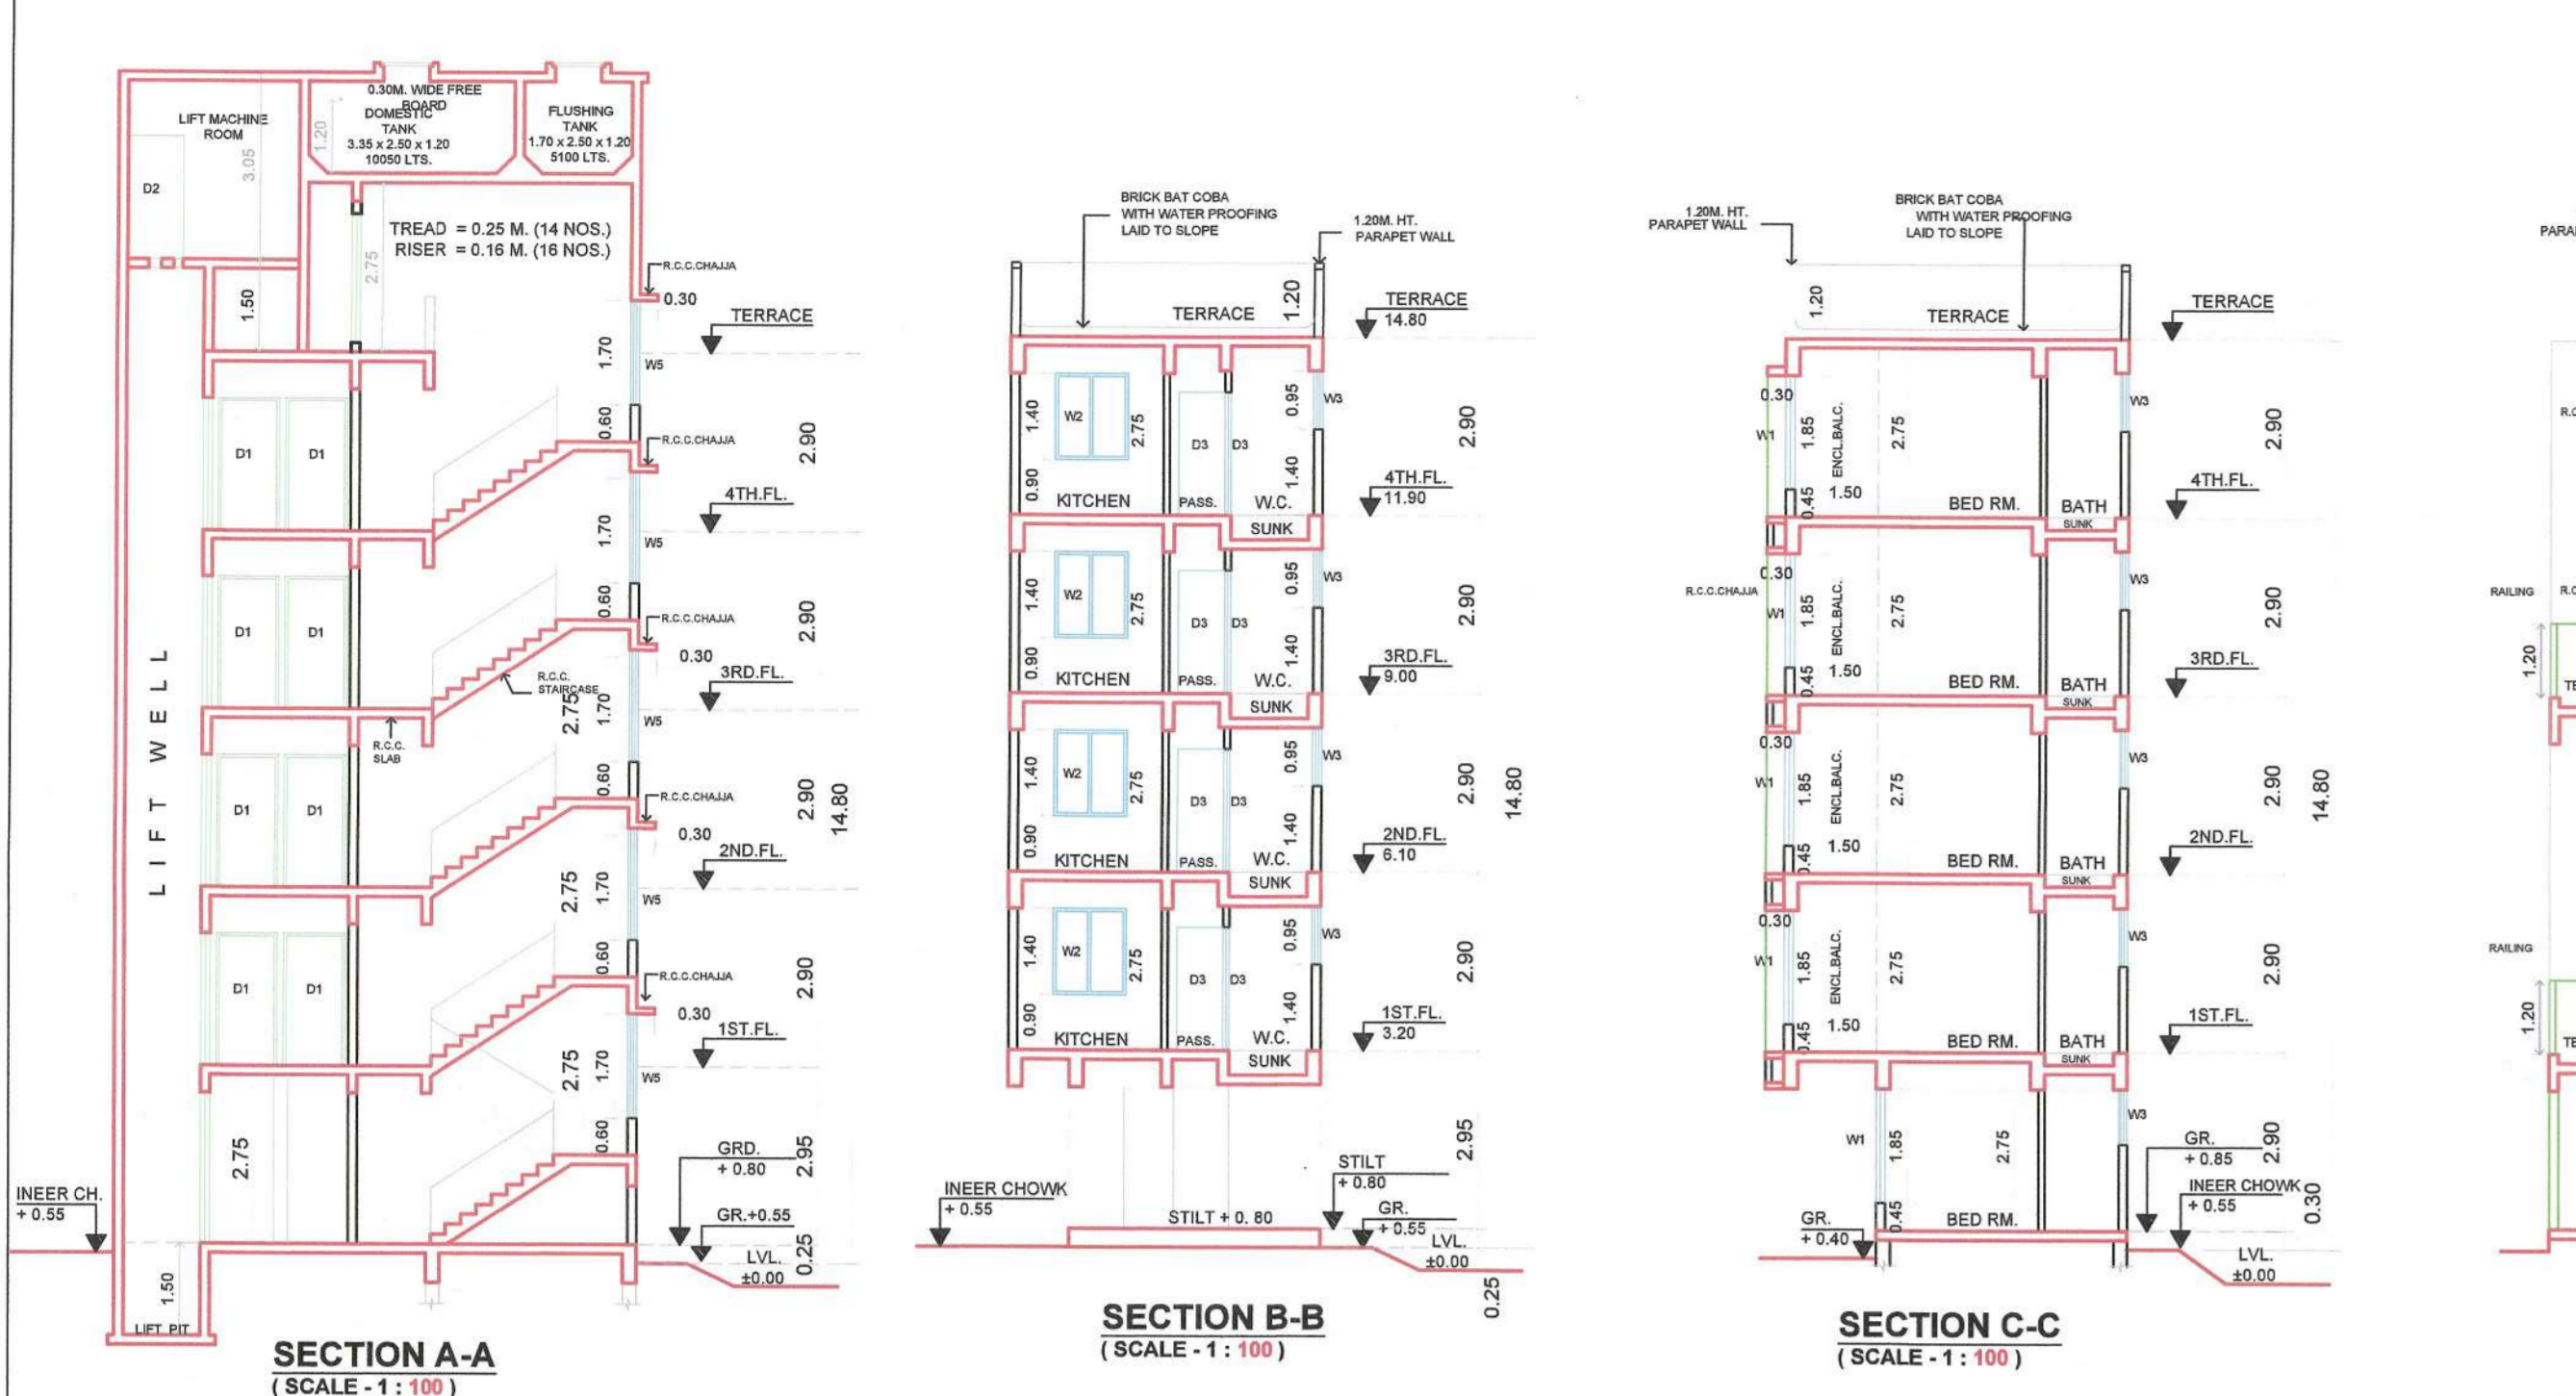 0.30M. WIDE FREE
BOARD
DOMESTIC
TANK
3.35 x 2.50 x 1.20
10050 LTS.
FLUSHING
TANK
1.70 x 2.50 x 1.20
5100 LTS.
LIFT MACHINE
ROOM
1.20
3.05
D2
TREAD = 0.25 M. (14 NOS.)
RISER = 0.16 M. (16 NOS.)
2.75
1.50
R.C.C.CHAJJA
0.30
TERRACE
1.70
W5
0.60
R.C.C.CHAJJA
2.90
D1
D1
4TH.FL.
1.70
W5
0.60
R.C.C.CHAJJA
2.90
D1
D1
0.30
3RD.FL.
R.C.C.
STAIRCASE
2.75
1.70
W5
R.C.C.
SLAB
LIFT WELL
0.60
R.C.C.CHAJJA
2.90
14.80
D1
D1
0.30
2ND.FL.
2.75
1.70
W5
0.60
R.C.C.CHAJJA
2.90
D1
D1
0.30
1ST.FL.
2.75
1.70
W5
2.75
0.60
GRD.
+ 0.80
2.95
INEER CH.
+ 0.55
GR.+0.55
0.25
LVL.
±0.00
1.50
LIFT PIT
SECTION A-A
( SCALE - 1 : 100 )
BRICK BAT COBA
WITH WATER PROOFING
LAID TO SLOPE
1.20M. HT.
PARAPET WALL
TERRACE
1.20
TERRACE
14.80
1.40
W2
2.75
D3
D3
0.95
W3
2.90
0.90
1.40
4TH.FL.
11.90
KITCHEN
PASS.
W.C.
SUNK
1.40
W2
2.75
D3
D3
0.95
W3
2.90
0.90
1.40
3RD.FL.
9.00
KITCHEN
PASS.
W.C.
SUNK
1.40
W2
2.75
D3
D3
0.95
W3
2.90
14.80
0.90
1.40
2ND.FL.
6.10
KITCHEN
PASS.
W.C.
SUNK
1.40
W2
2.75
D3
D3
0.95
W3
2.90
0.90
1.40
1ST.FL.
3.20
KITCHEN
PASS.
W.C.
SUNK
2.95
STILT
+ 0.80
INEER CHOWK
+ 0.55
STILT + 0. 80
GR.
+ 0.55
LVL.
±0.00
0.25
SECTION B-B
( SCALE - 1 : 100 )
1.20M. HT.
PARAPET WALL
BRICK BAT COBA
WITH WATER PROOFING
LAID TO SLOPE
1.20
TERRACE
TERRACE
0.30
W1
1.85
ENCL.BALC.
2.75
W3
2.90
0.45
1.50
4TH.FL.
BED RM.
BATH
SUNK
0.30
R.C.C.CHAJJA
W1
1.85
ENCL.BALC.
2.75
W3
2.90
0.45
1.50
3RD.FL.
BED RM.
BATH
SUNK
0.30
W1
1.85
ENCL.BALC.
2.75
W3
2.90
14.80
0.45
1.50
2ND.FL.
BED RM.
BATH
SUNK
0.30
W1
1.85
ENCL.BALC.
2.75
W3
2.90
0.45
1.50
1ST.FL.
BED RM.
BATH
SUNK
W1
1.85
2.75
W3
GR.
+ 0.85
2.90
INEER CHOWK
+ 0.55
0.30
0.45
BED RM.
GR.
+ 0.40
LVL.
±0.00
SECTION C-C
( SCALE - 1 : 100 )
RAILING
1.20
RAILING
1.20